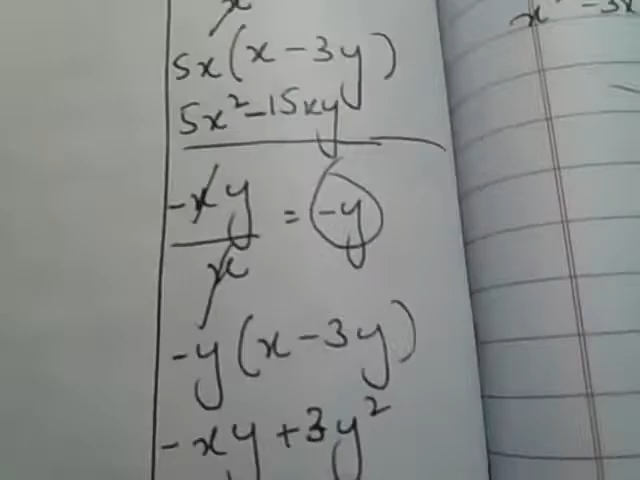 x
5x(x-3y)
5x²-15xy
-xy/x = -y
-y(x-3y)
-xy+3y²